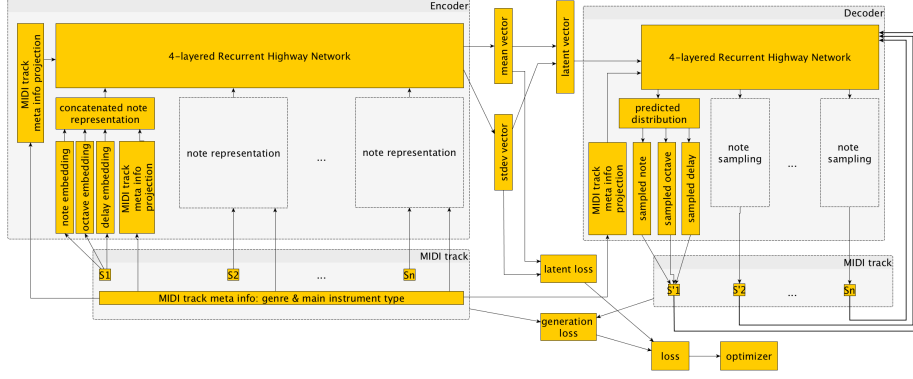 Encoder
MIDI track
meta info projection
4-layered Recurrent Highway Network
concatenated note
representation
note embedding
octave embedding
delay embedding
MIDI track
meta info
projection
note representation
...
note representation
MIDI track
S1
S2
...
Sn
MIDI track meta info: genre & main instrument type
mean vector
stdev vector
latent vector
latent loss
generation
loss
loss
optimizer
Decoder
4-layered Recurrent Highway Network
predicted
distribution
MIDI track
meta info
projection
sampled note
sampled octave
sampled delay
note
sampling
...
note
sampling
MIDI track
S'1
S'2
...
Sn